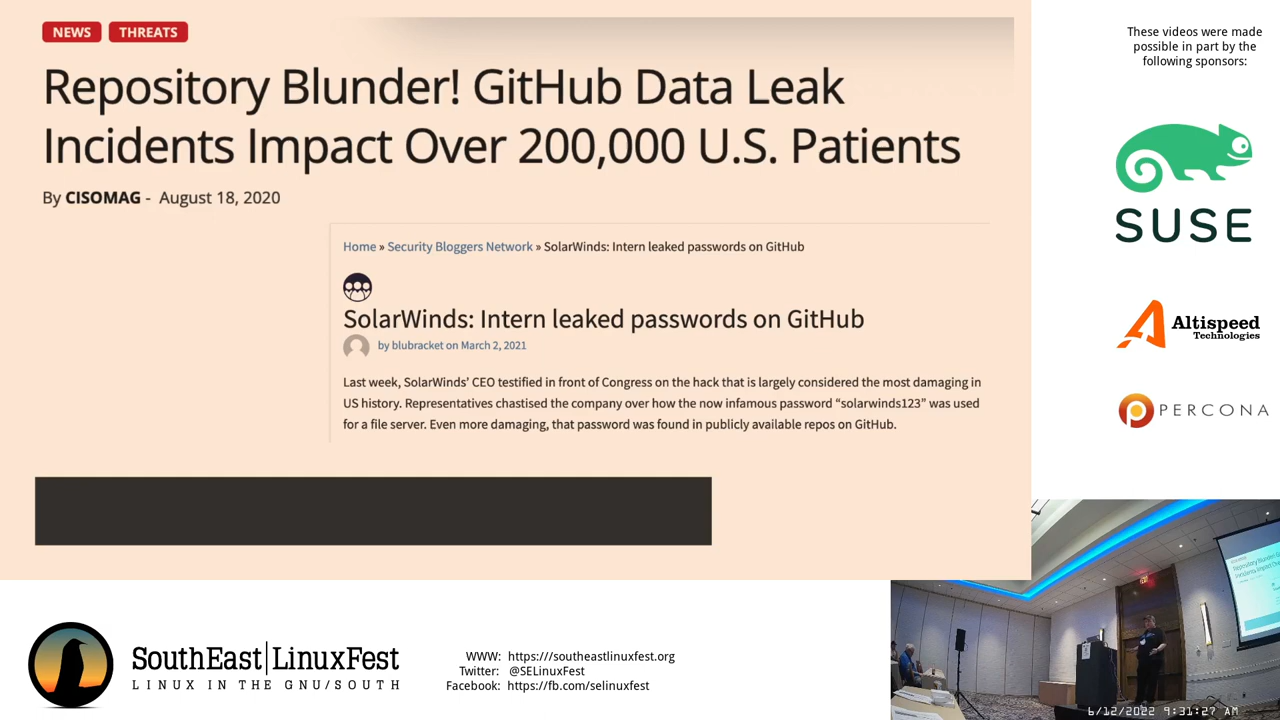 NEWS THREATS
Repository Blunder! GitHub Data Leak
Incidents Impact Over 200,000 U.S. Patients
By CISOMAG - August 18, 2020
Home » Security Bloggers Network » SolarWinds: Intern leaked passwords on GitHub
SolarWinds: Intern leaked passwords on GitHub
by blubracket on March 2, 2021
Last week, SolarWinds’ CEO testified in front of Congress on the hack that is largely considered the most damaging in
US history. Representatives chastised the company over how the now infamous password “solarwinds123” was used
for a file server. Even more damaging, that password was found in publicly available repos on GitHub.
These videos were made
possible in part by the
following sponsors:
SUSE
Altispeed
Technologies
PERCONA
Repository Blunder! G
Incidents Impact Ove
6/12/2022 9:31:27 AM
SouthEast|LinuxFest
LINUX IN THE GNU/SOUTH
WWW: https:///southeastlinuxfest.org
Twitter: @SELinuxFest
Facebook: https://fb.com/selinuxfest